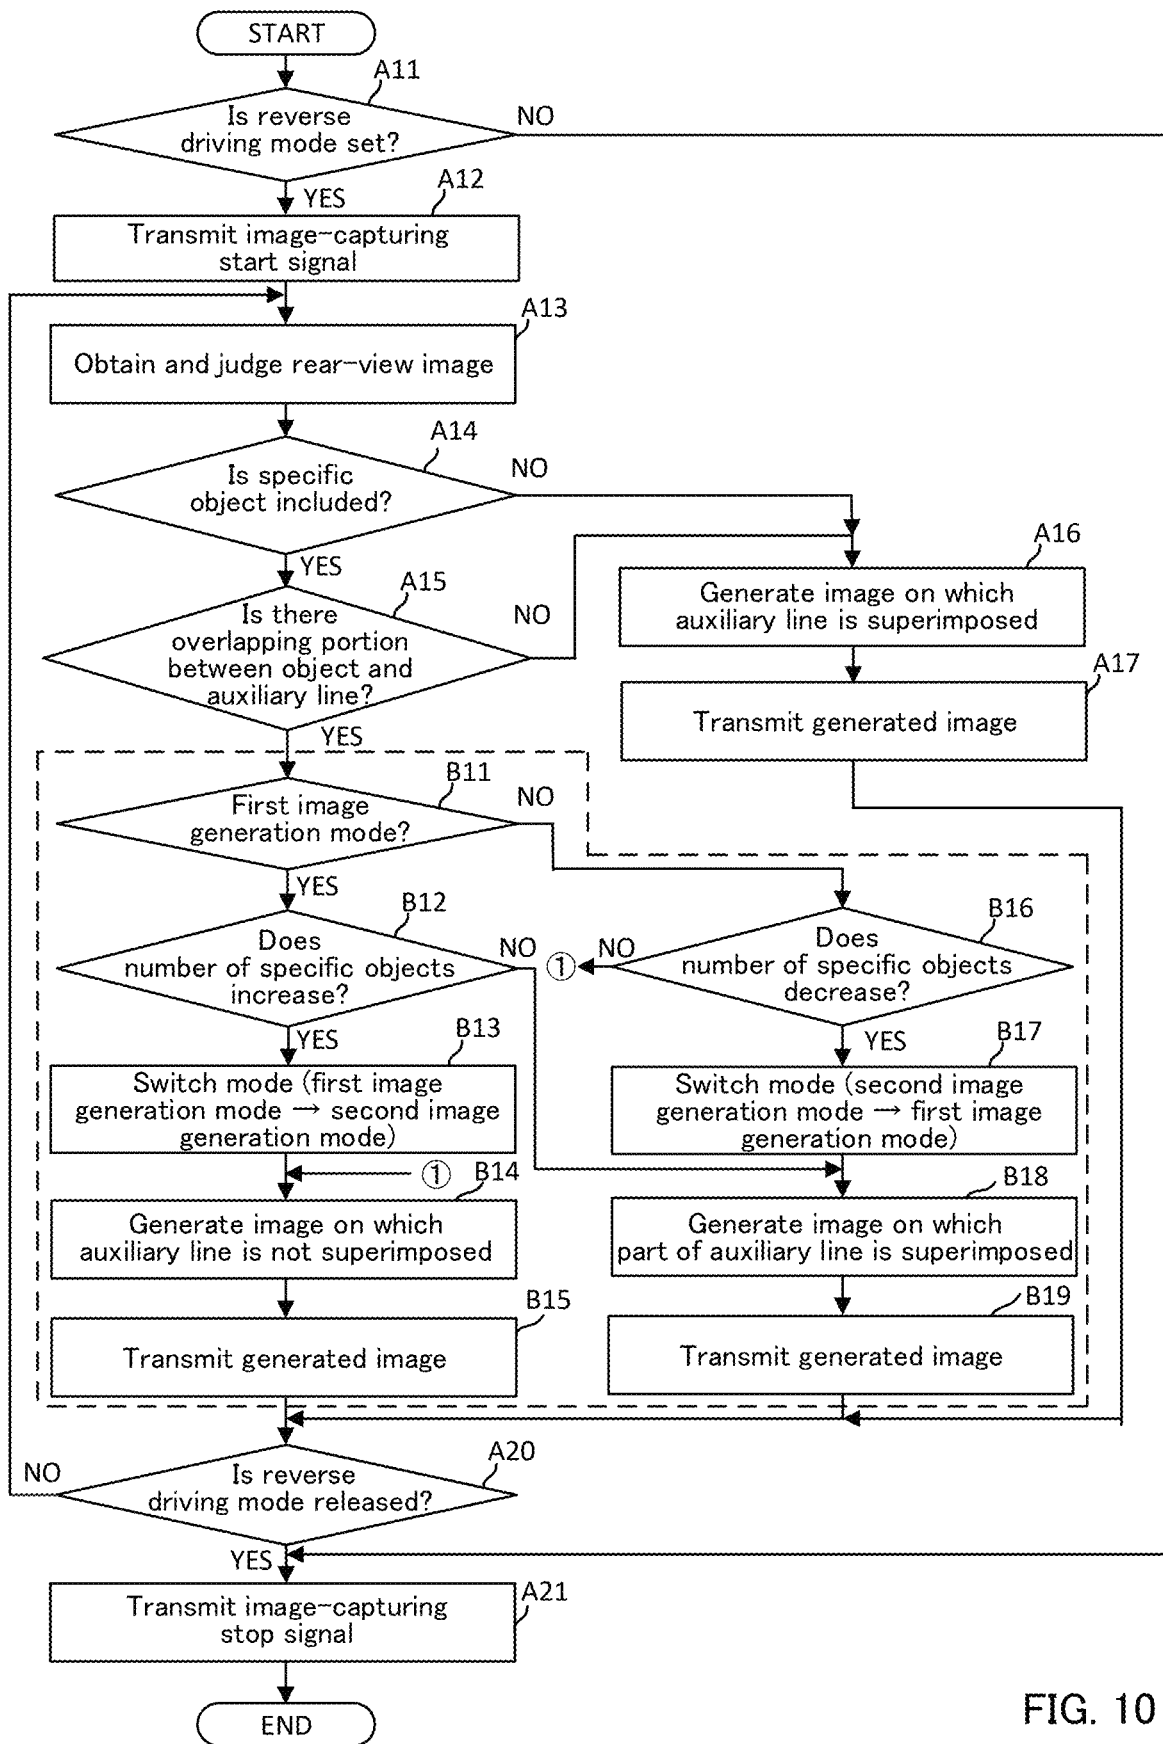 START
A11
Is reverse
driving mode set?
NO
YES
A12
Transmit image-capturing
start signal
A13
Obtain and judge rear-view image
A14
Is specific
object included?
NO
YES
A15
Is there
overlapping portion
between object and
auxiliary line?
NO
YES
A16
Generate image on which
auxiliary line is superimposed
A17
Transmit generated image
B11
First image
generation mode?
NO
YES
B12
Does
number of specific objects
increase?
NO
YES
B16
Does
number of specific objects
decrease?
NO
①
YES
B13
Switch mode (first image
generation mode → second image
generation mode)
B17
Switch mode (second image
generation mode → first image
generation mode)
①
B14
Generate image on which
auxiliary line is not superimposed
B18
Generate image on which
part of auxiliary line is superimposed
B15
Transmit generated image
B19
Transmit generated image
A20
Is reverse
driving mode released?
NO
YES
A21
Transmit image-capturing
stop signal
END
FIG. 10